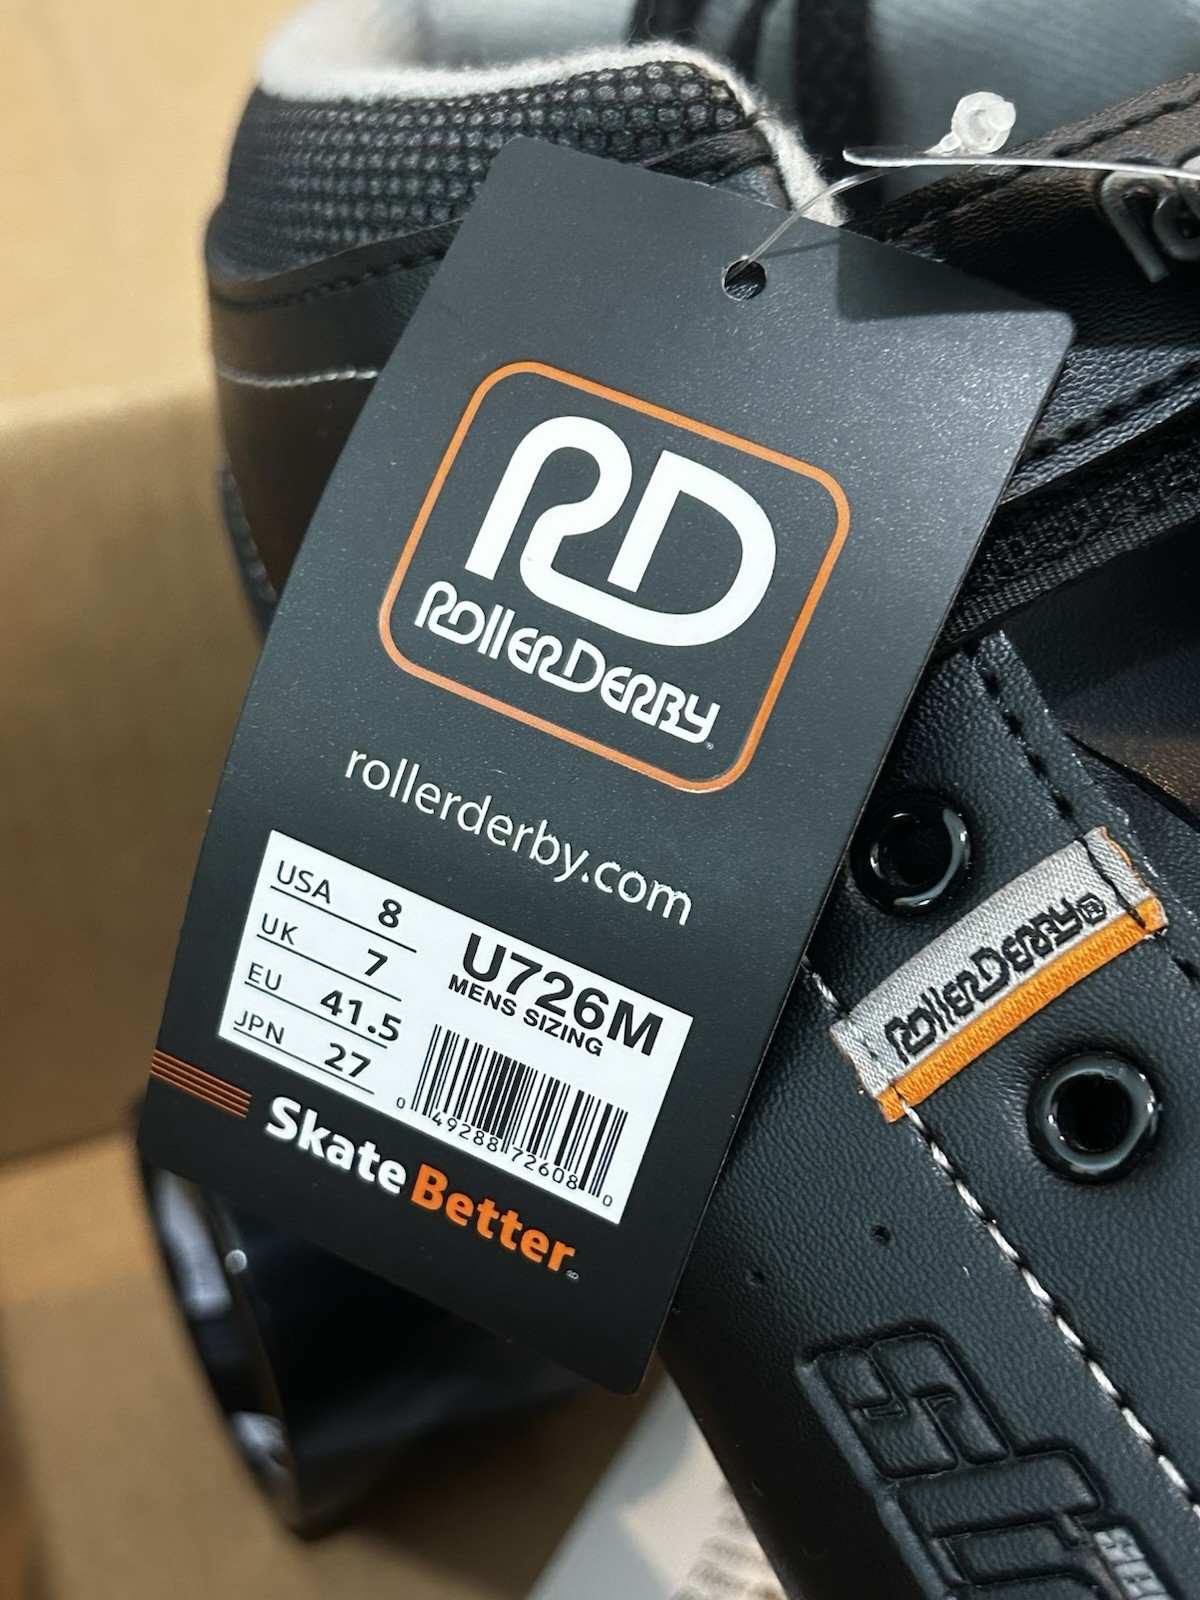 RD
RollerDerby
rollerderby.com
USA 8
UK 7
EU 41.5
JPN 27
U726M
MENS SIZING
0 49288 72608 0
Skate Better
RollerDerby®